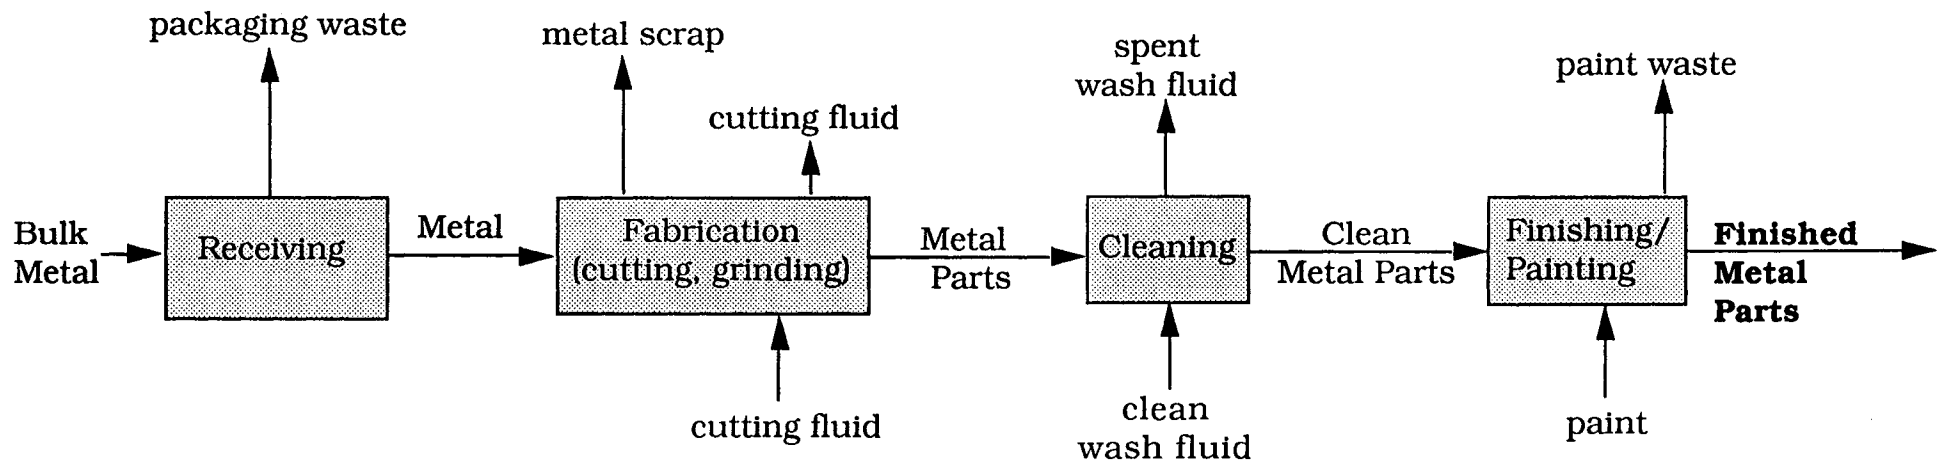 packaging waste
metal scrap
cutting fluid
spent
wash fluid
paint waste
Bulk
Metal
Receiving
Metal
Fabrication
(cutting, grinding)
Metal
Parts
Cleaning
Clean
Metal Parts
Finishing/
Painting
Finished
Metal
Parts
cutting fluid
clean
wash fluid
paint